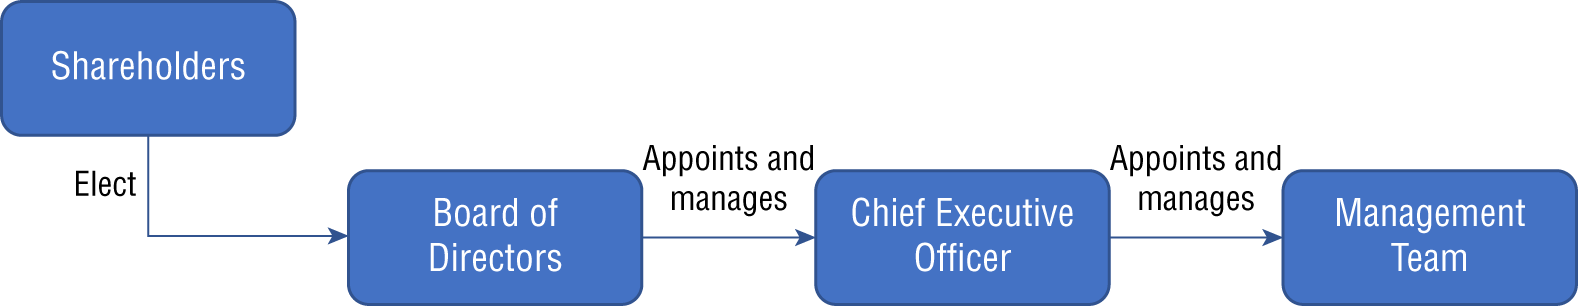 Shareholders
Elect
Board of
Directors
Appoints and
manages
Chief Executive
Officer
Appoints and
manages
Management
Team